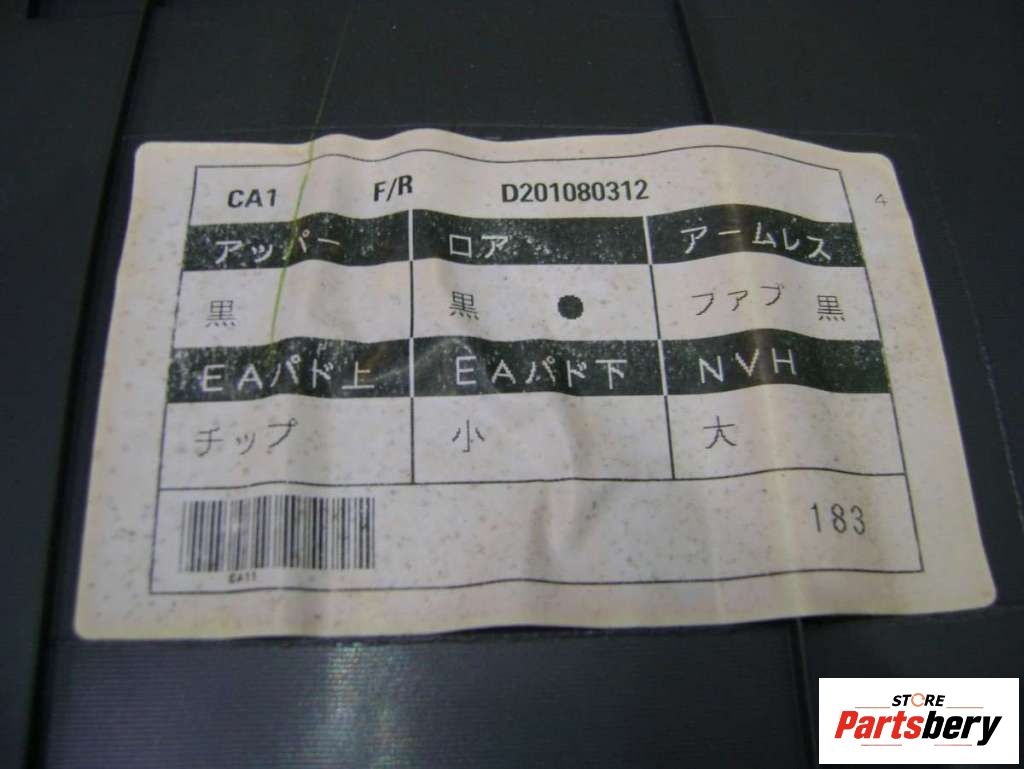 CA1 F/R D201080312
4
アッパー ロア アームレス
黒 黒 ● ファブ 黒
EAパド上 EAパド下 NVH
チップ 小 大
183
CA11
STORE
Partsbery